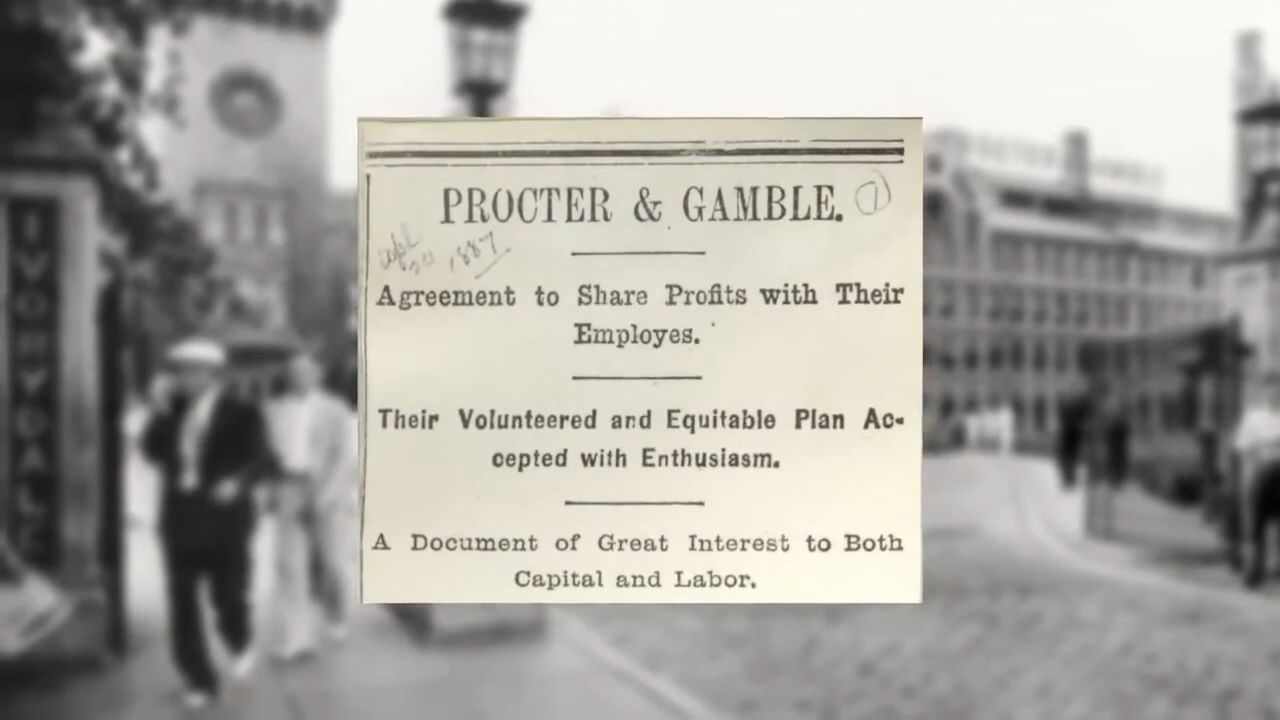 PROCTER & GAMBLE.
1887
Agreement to Share Profits with Their
Employes.
Their Volunteered and Equitable Plan Ac-
cepted with Enthusiasm.
A Document of Great Interest to Both
Capital and Labor.
IVORYDALE